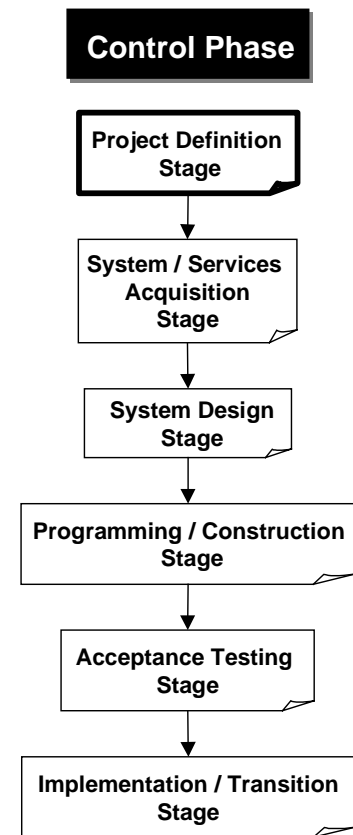 Control Phase
Project Definition
Stage
System / Services
Acquisition
Stage
System Design
Stage
Programming / Construction
Stage
Acceptance Testing
Stage
Implementation / Transition
Stage